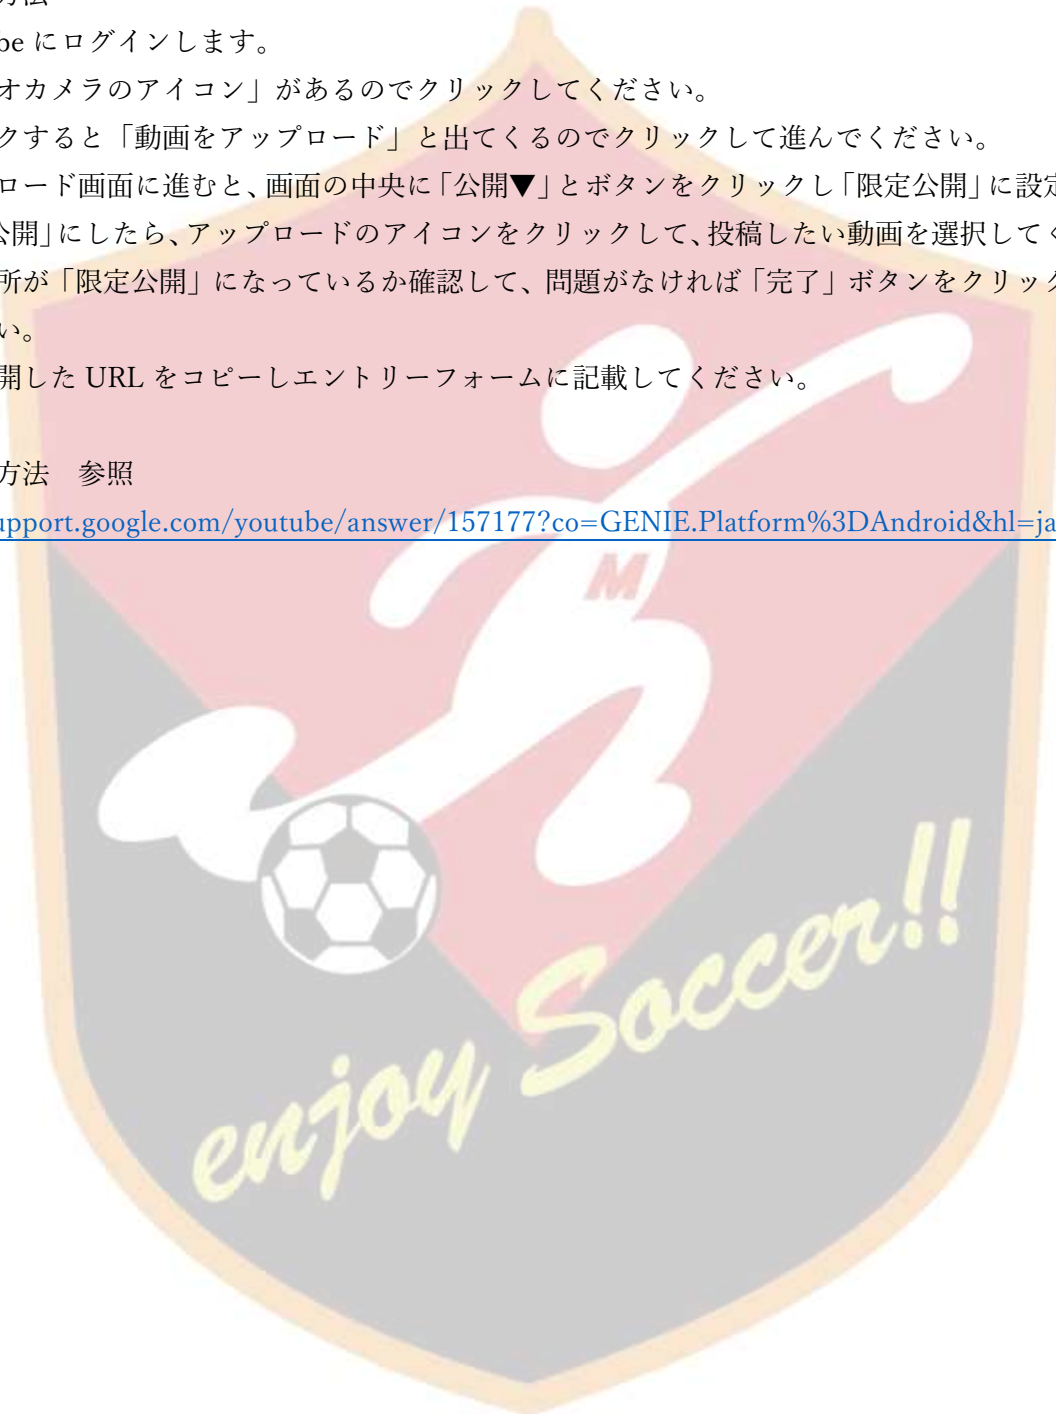 方法
be にログインします。
オカメラのアイコン」があるのでクリックしてください。
クすると「動画をアップロード」と出てくるのでクリックして進んでください。
ロード画面に進むと、画面の中央に「公開▼」とボタンをクリックし「限定公開」に設定
公開」にしたら、アップロードのアイコンをクリックして、投稿したい動画を選択してく
所が「限定公開」になっているか確認して、問題がなければ「完了」ボタンをクリック
い。
開した URL をコピーしエントリーフォームに記載してください。
方法　参照
upport.google.com/youtube/answer/157177?co=GENIE.Platform%3DAndroid&hl=ja
M
enjoy Soccer!!